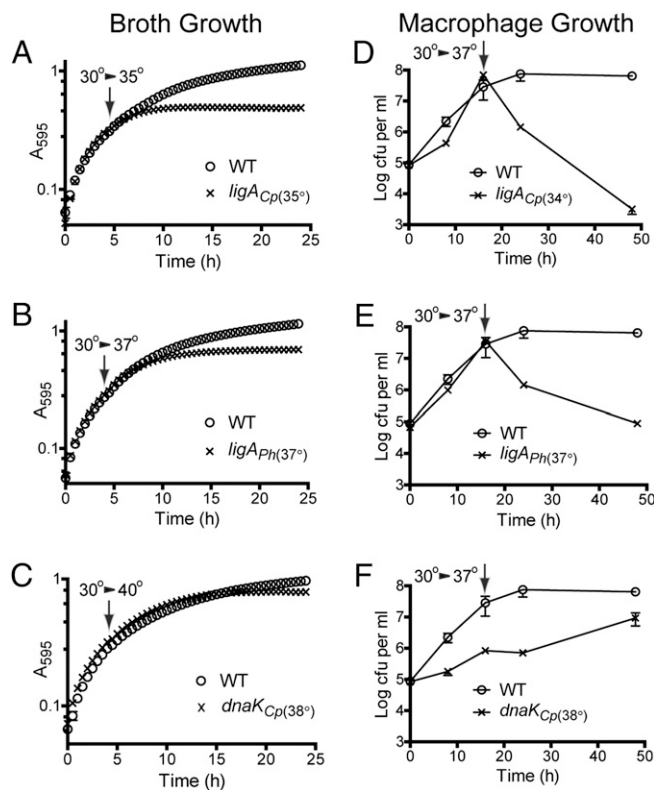 Broth Growth
Macrophage Growth
A
30°►35°
1
0.1
A595
WT
ligACp(35°)
0 5 10 15 20 25
Time (h)
D
30°►37°
8
7
6
5
4
3
Log cfu per ml
WT
ligACp(34°)
0 10 20 30 40 50
Time (h)
B
30°►37°
1
0.1
A595
WT
ligAPh(37°)
0 5 10 15 20 25
Time (h)
E
30°►37°
8
7
6
5
4
3
Log cfu per ml
WT
ligAPh(37°)
0 10 20 30 40 50
Time (h)
C
30°►40°
1
0.1
A595
WT
dnaKCp(38°)
0 5 10 15 20 25
Time (h)
F
30°►37°
8
7
6
5
4
3
Log cfu per ml
WT
dnaKCp(38°)
0 10 20 30 40 50
Time (h)